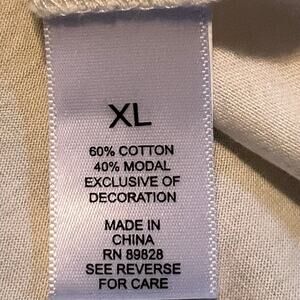 XL
60% COTTON
40% MODAL
EXCLUSIVE OF
DECORATION
MADE IN
CHINA
RN 89828
SEE REVERSE
FOR CARE